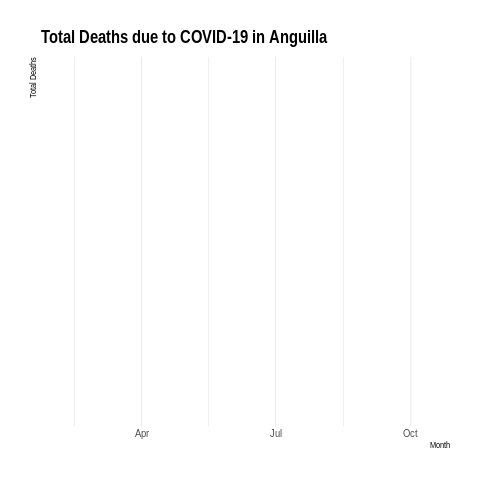 Total Deaths due to COVID-19 in Anguilla
Total Deaths
Apr
Jul
Oct
Month